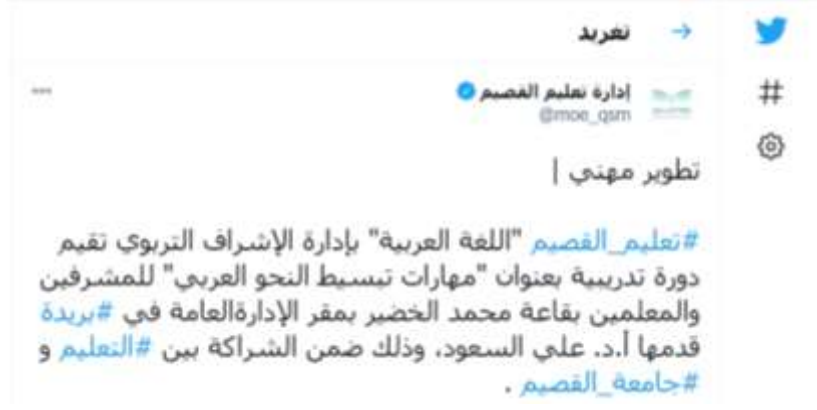 تغريد
إدارة تعليم القصيم
@moe_qsm
تطوير مهني |
#تعليم_القصيم "اللغة العربية" بإدارة الإشراف التربوي تقيم
دورة تدريبية بعنوان "مهارات تبسيط النحو العربي" للمشرفين
والمعلمين بقاعة محمد الخضير بمقر الإدارةالعامة في #بريدة
قدمها أ.د. علي السعود، وذلك ضمن الشراكة بين #التعليم و
#جامعة_القصيم .